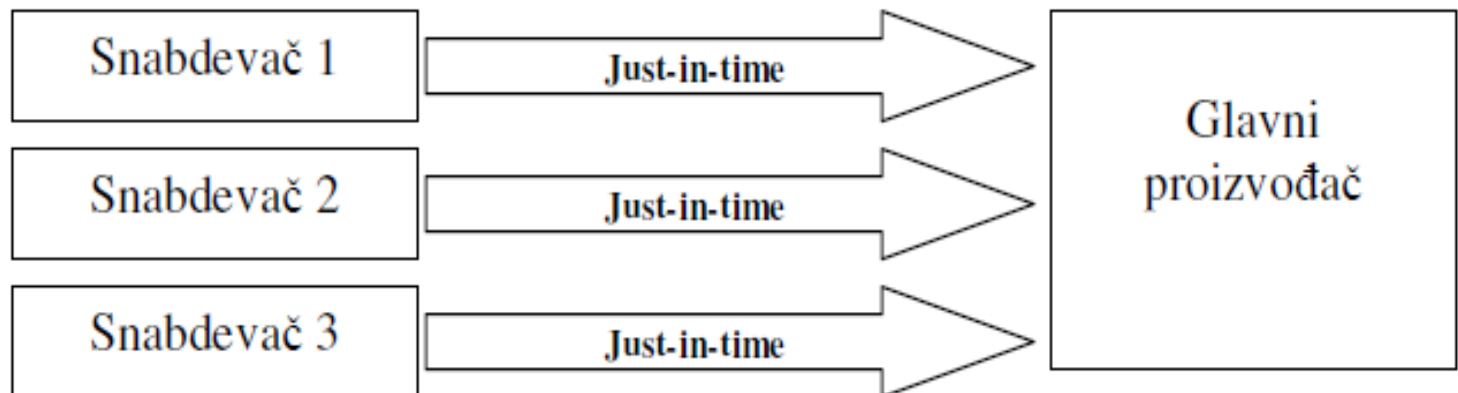 Snabdevač 1
Just-in-time
Glavni
proizvođač
Snabdevač 2
Just-in-time
Snabdevač 3
Just-in-time